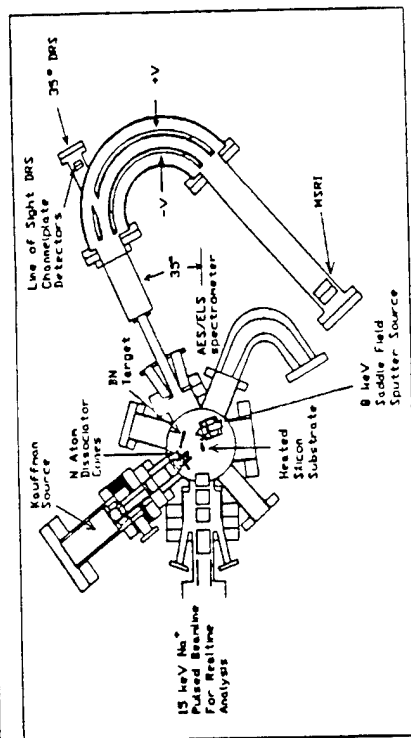 Kauffman
Source
N Atom
Dissociator
BN
Target
AES/ELS
spectrometer
35°
Line of Sight DRS
Channelplate
Detectors
35° DRS
+V
-V
MSRI
8 keV
Saddle Field
Sputter Source
Heated
Silicon
Substrate
15 keV Na⁺
Pulsed Beamline
For Realtime
Analysis